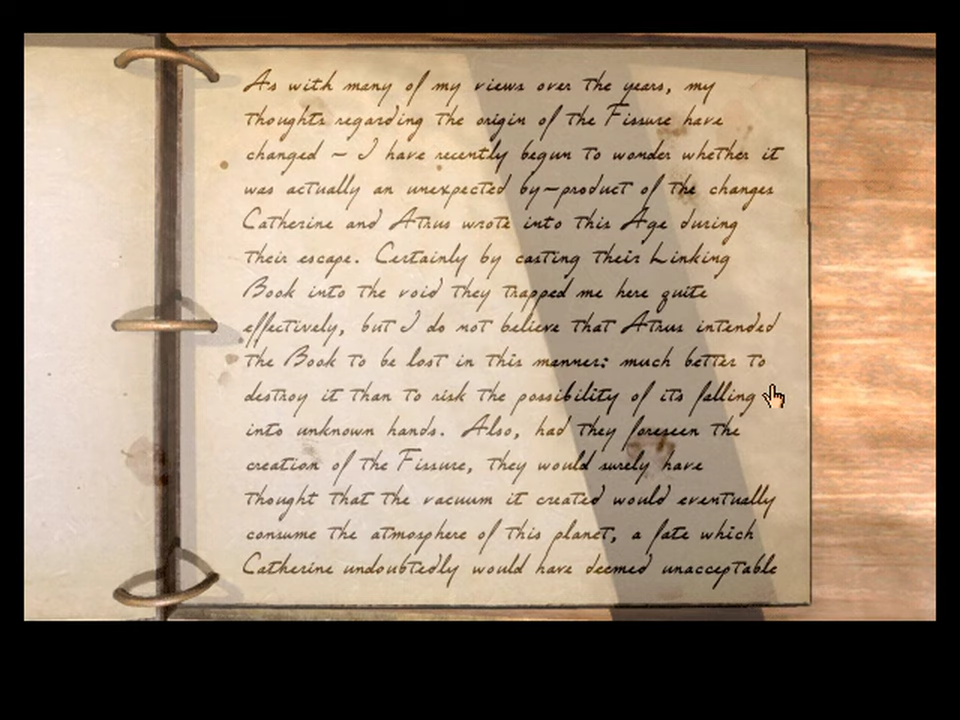 As with many of my views over the years, my
thoughts regarding the origin of the Fissure have
changed - I have recently begun to wonder whether it
was actually an unexpected by-product of the changes
Catherine and Atrus wrote into this Age during
their escape. Certainly by casting their Linking
Book into the void they trapped me here quite
effectively, but I do not believe that Atrus intended
the Book to be lost in this manner: much better to
destroy it than to risk the possibility of its falling
into unknown hands. Also, had they foreseen the
creation of the Fissure, they would surely have
thought that the vacuum it created would eventually
consume the atmosphere of this planet, a fate which
Catherine undoubtedly would have deemed unacceptable